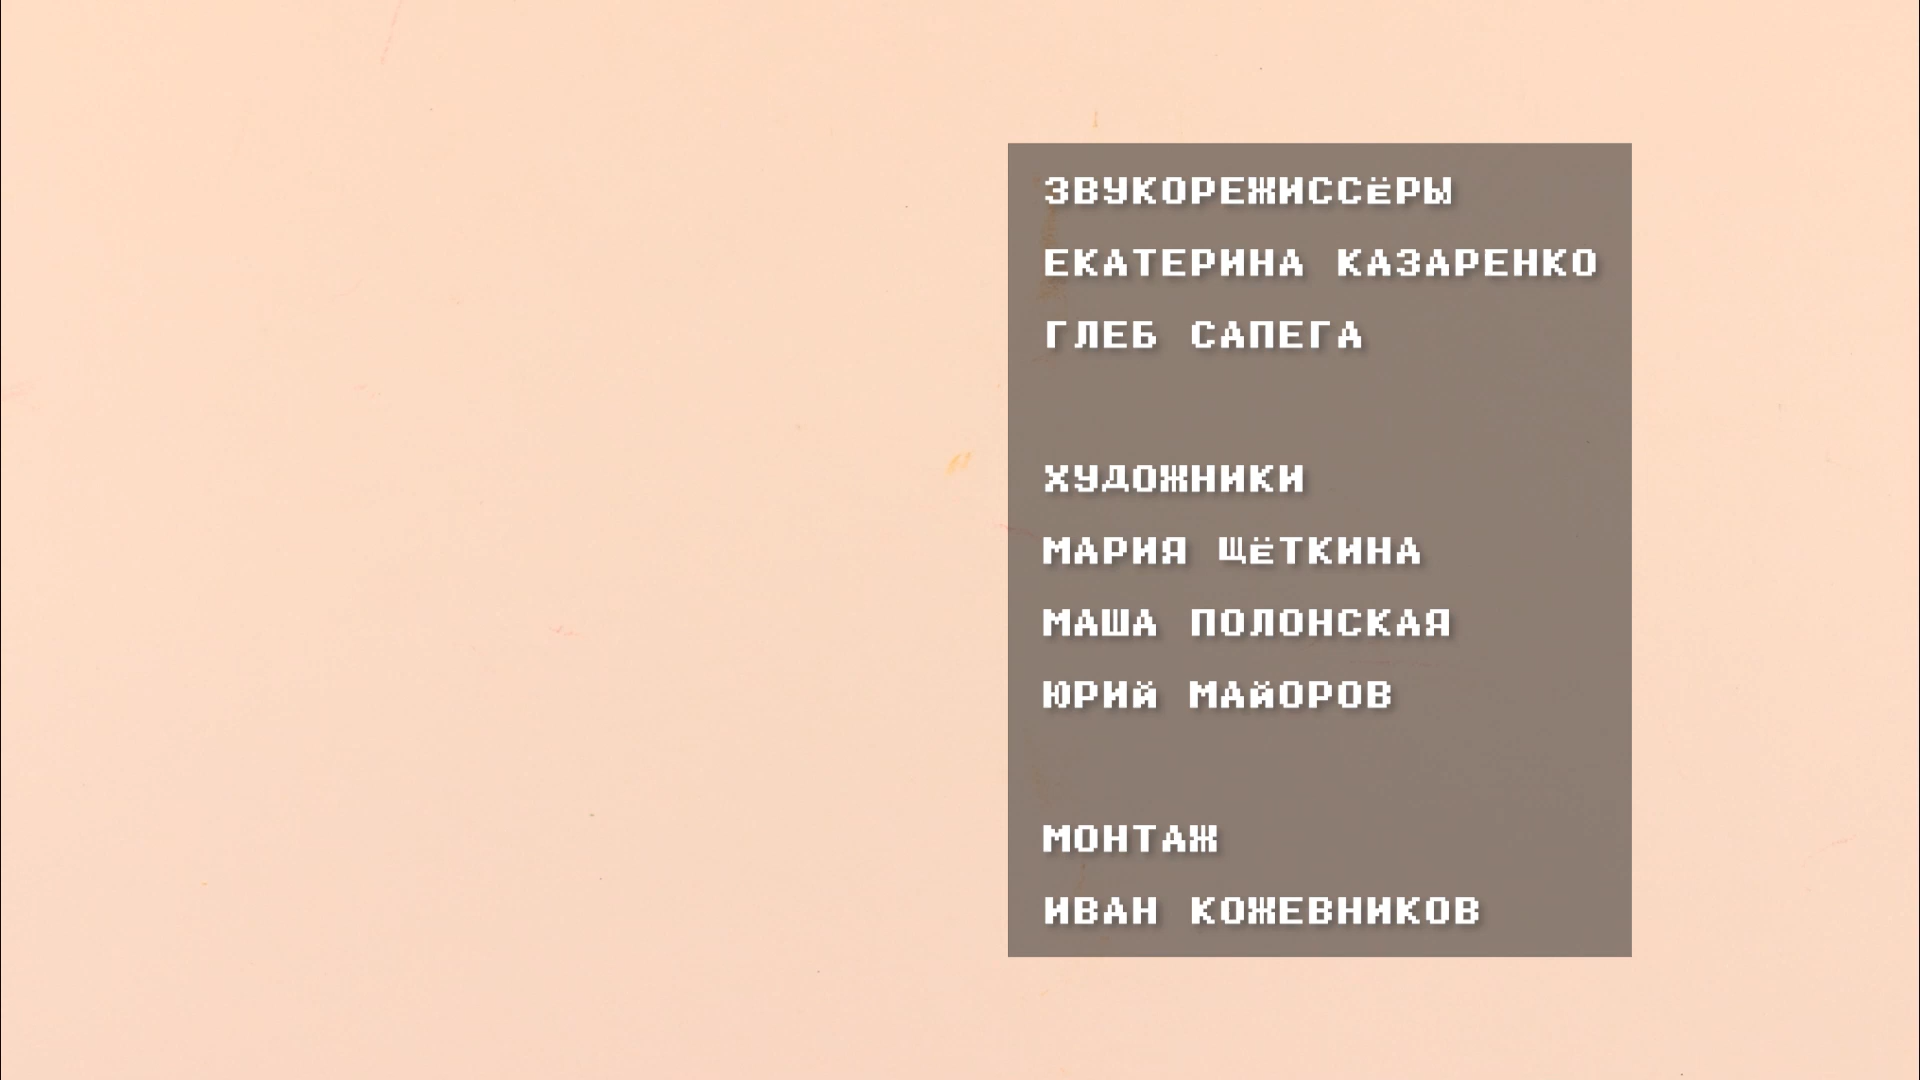 ЗВУКОРЕЖИССЁРЫ
ЕКАТЕРИНА КАЗАРЕНКО
ГЛЕБ САПЕГА
ХУДОЖНИКИ
МАРИЯ ЩЁТКИНА
МАША ПОЛОНСКАЯ
ЮРИЙ МАЙОРОВ
МОНТАЖ
ИВАН КОЖЕВНИКОВ